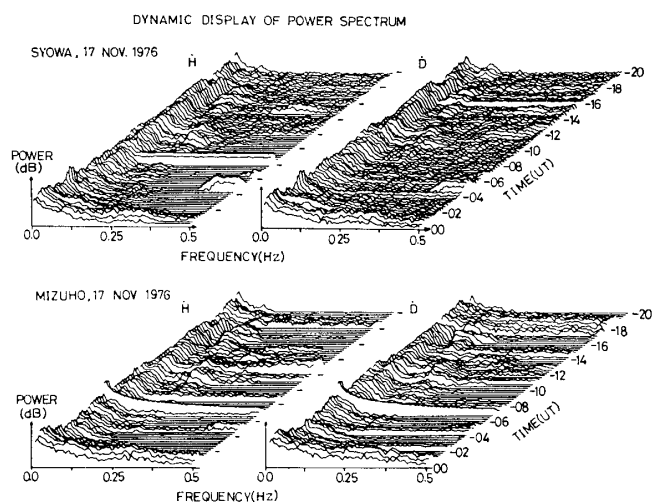 DYNAMIC DISPLAY OF POWER SPECTRUM
SYOWA, 17 NOV. 1976
Ḣ
Ḋ
POWER
(dB)
0.0
0.25
0.5
0.0
0.25
0.5
FREQUENCY(Hz)
00
02
04
06
08
10
12
14
16
18
20
TIME(UT)
MIZUHO, 17 NOV 1976
Ḣ
Ḋ
POWER
(dB)
0.0
0.25
0.5
0.0
0.25
0.5
FREQUENCY(Hz)
00
02
04
06
08
10
12
14
16
18
20
TIME(UT)